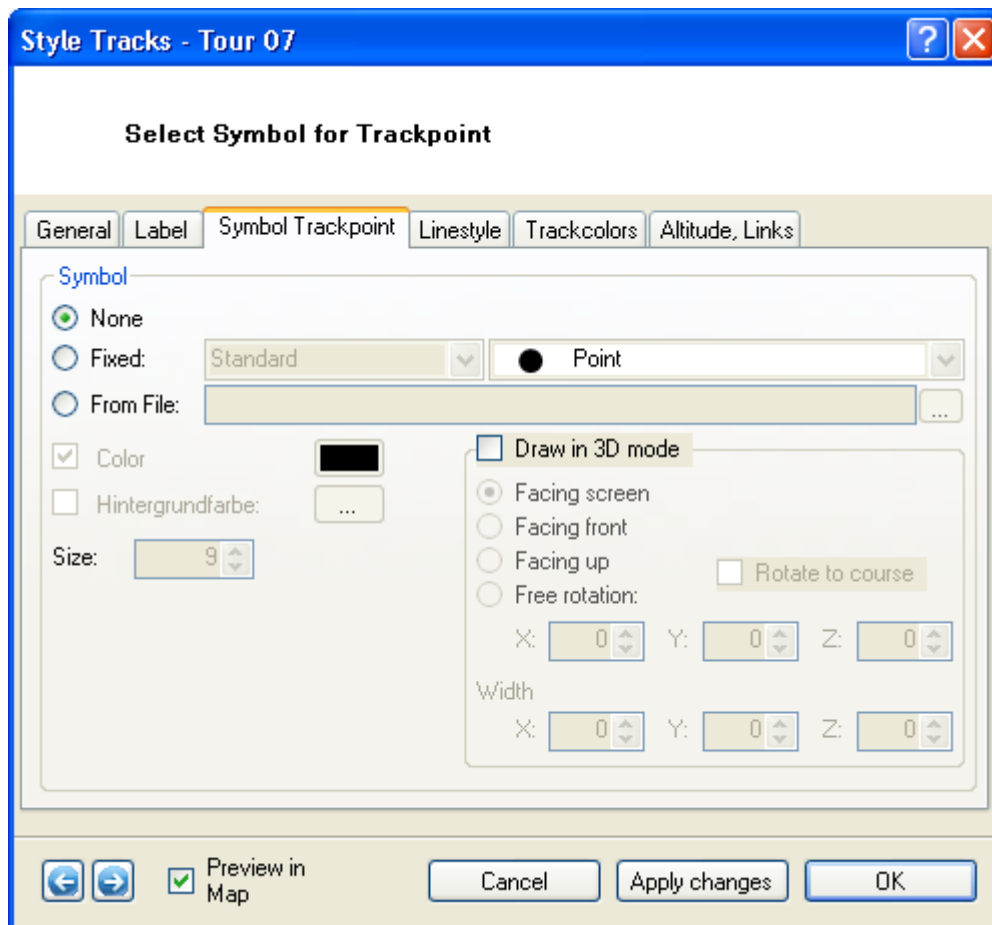 Style Tracks - Tour 07
Select Symbol for Trackpoint
General Label Symbol Trackpoint Linestyle Trackcolors Altitude, Links
Symbol
None
Fixed: Standard Point
From File: ...
Color
Hintergrundfarbe: ...
Size: 9
Draw in 3D mode
Facing screen
Facing front
Facing up
Rotate to course
Free rotation:
X: 0 Y: 0 Z: 0
Width
X: 0 Y: 0 Z: 0
Preview in
Map
Cancel Apply changes OK